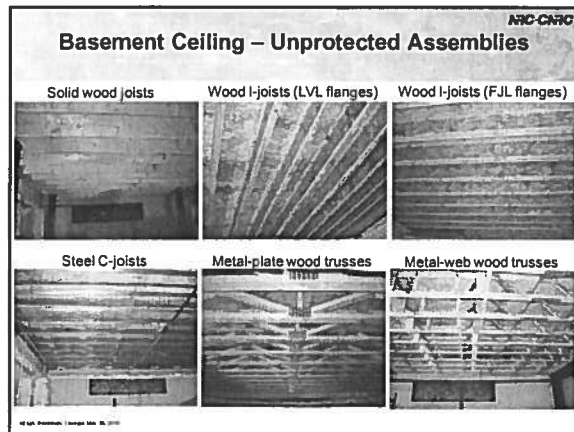 NRC-CNRC
Basement Ceiling – Unprotected Assemblies
Solid wood joists
Wood I-joists (LVL flanges)
Wood I-joists (FJL flanges)
Steel C-joists
Metal-plate wood trusses
Metal-web wood trusses